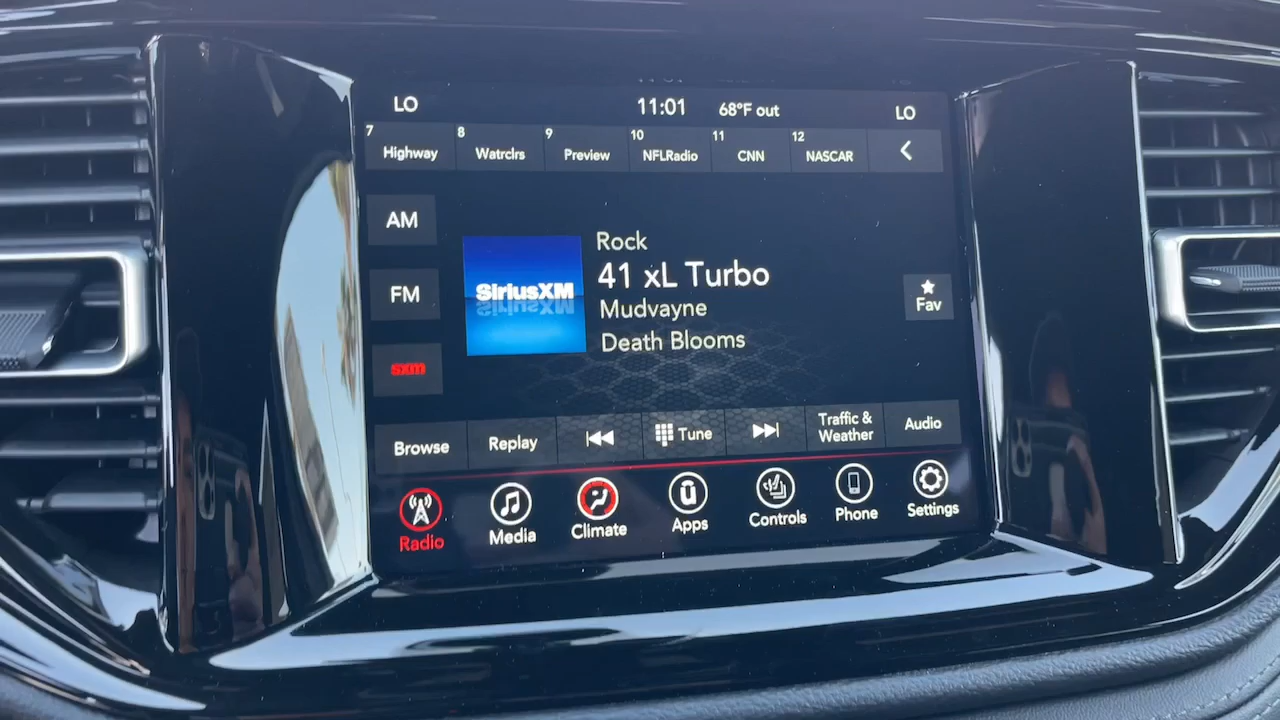 LO 11:01 68°F out LO
7 Highway 8 Watrclrs 9 Preview 10 NFLRadio 11 CNN 12 NASCAR
AM
FM
sxm
SiriusXM
Rock
41 xL Turbo
Mudvayne
Death Blooms
Fav
Browse Replay Tune Traffic & Weather Audio
Radio Media Climate Apps Controls Phone Settings